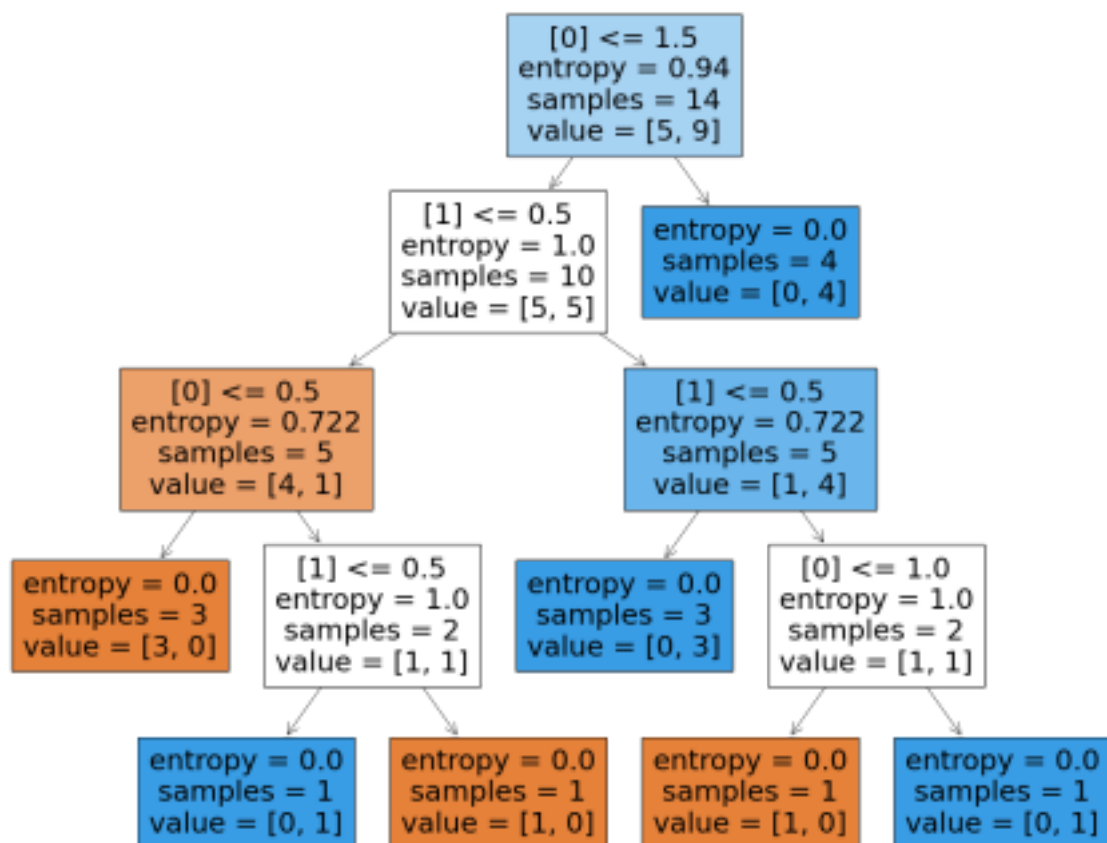 [0] <= 1.5
entropy = 0.94
samples = 14
value = [5, 9]
[1] <= 0.5
entropy = 1.0
samples = 10
value = [5, 5]
entropy = 0.0
samples = 4
value = [0, 4]
[0] <= 0.5
entropy = 0.722
samples = 5
value = [4, 1]
[1] <= 0.5
entropy = 0.722
samples = 5
value = [1, 4]
entropy = 0.0
samples = 3
value = [3, 0]
[1] <= 0.5
entropy = 1.0
samples = 2
value = [1, 1]
entropy = 0.0
samples = 3
value = [0, 3]
[0] <= 1.0
entropy = 1.0
samples = 2
value = [1, 1]
entropy = 0.0
samples = 1
value = [0, 1]
entropy = 0.0
samples = 1
value = [1, 0]
entropy = 0.0
samples = 1
value = [1, 0]
entropy = 0.0
samples = 1
value = [0, 1]